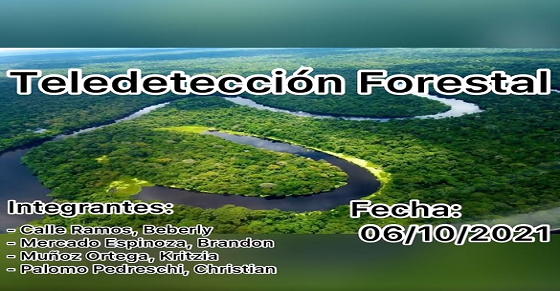 Teledetección Forestal
Integrantes:
- Calle Ramos, Beberly
- Mercado Espinoza, Brandon
- Muñoz Ortega, Kritzia
- Palomo Pedreschi, Christian
Fecha:
06/10/2021